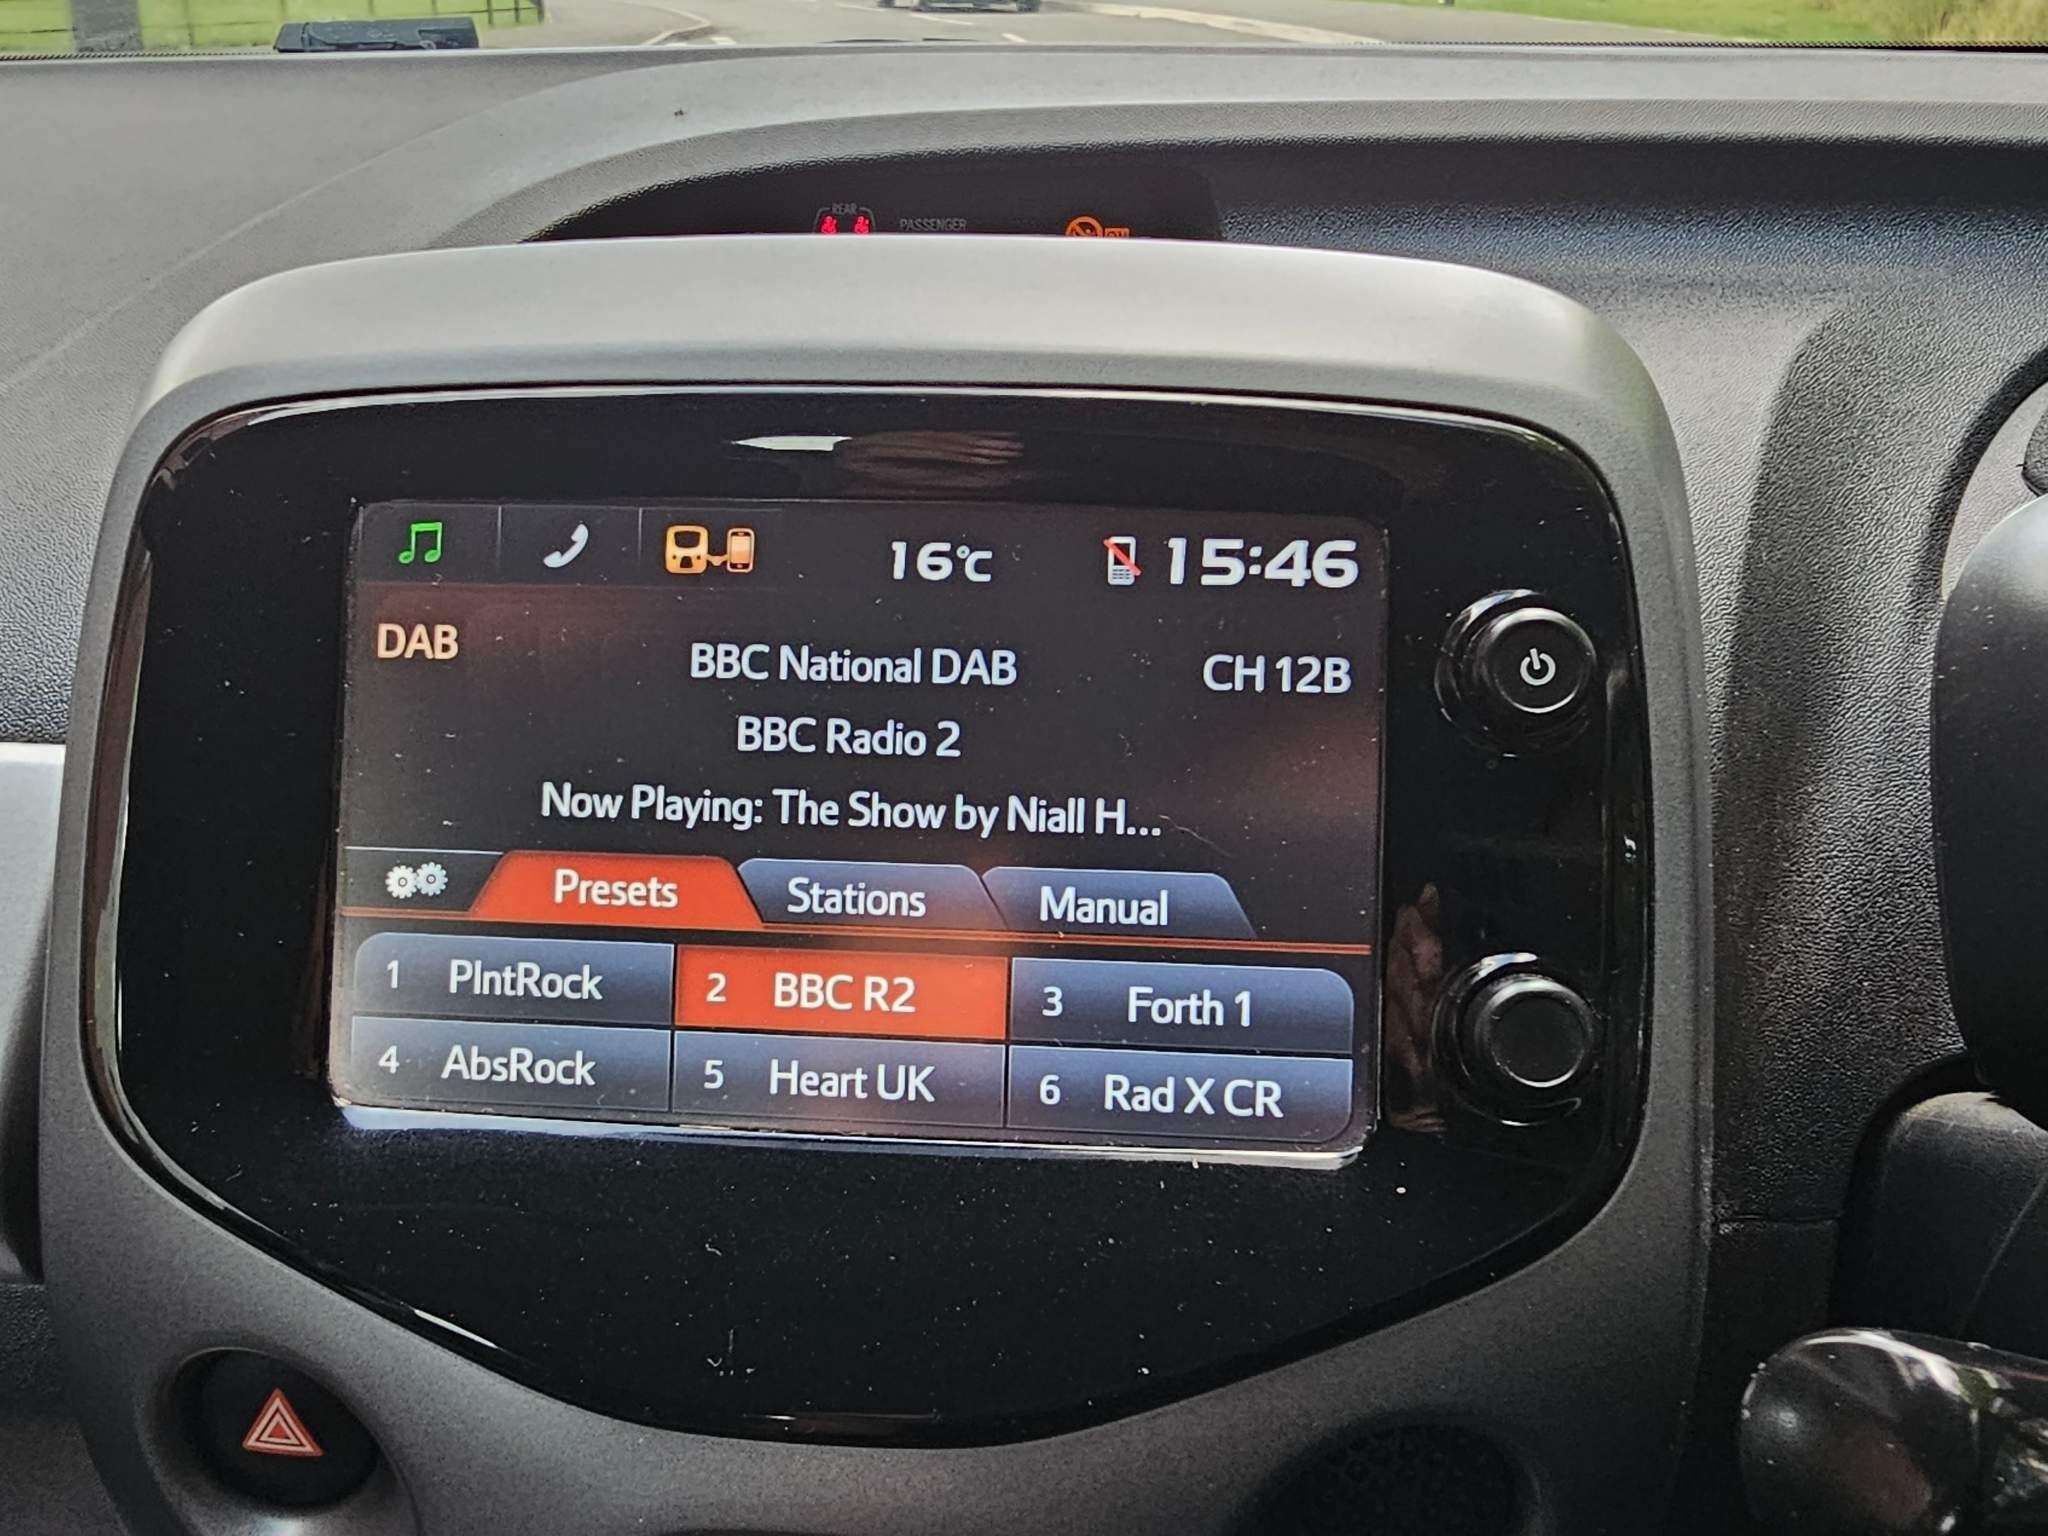 REAR PASSENGER
16°C 15:46
DAB BBC National DAB CH 12B
BBC Radio 2
Now Playing: The Show by Niall H...
Presets Stations Manual
1 PlntRock 2 BBC R2 3 Forth 1
4 AbsRock 5 Heart UK 6 Rad X CR